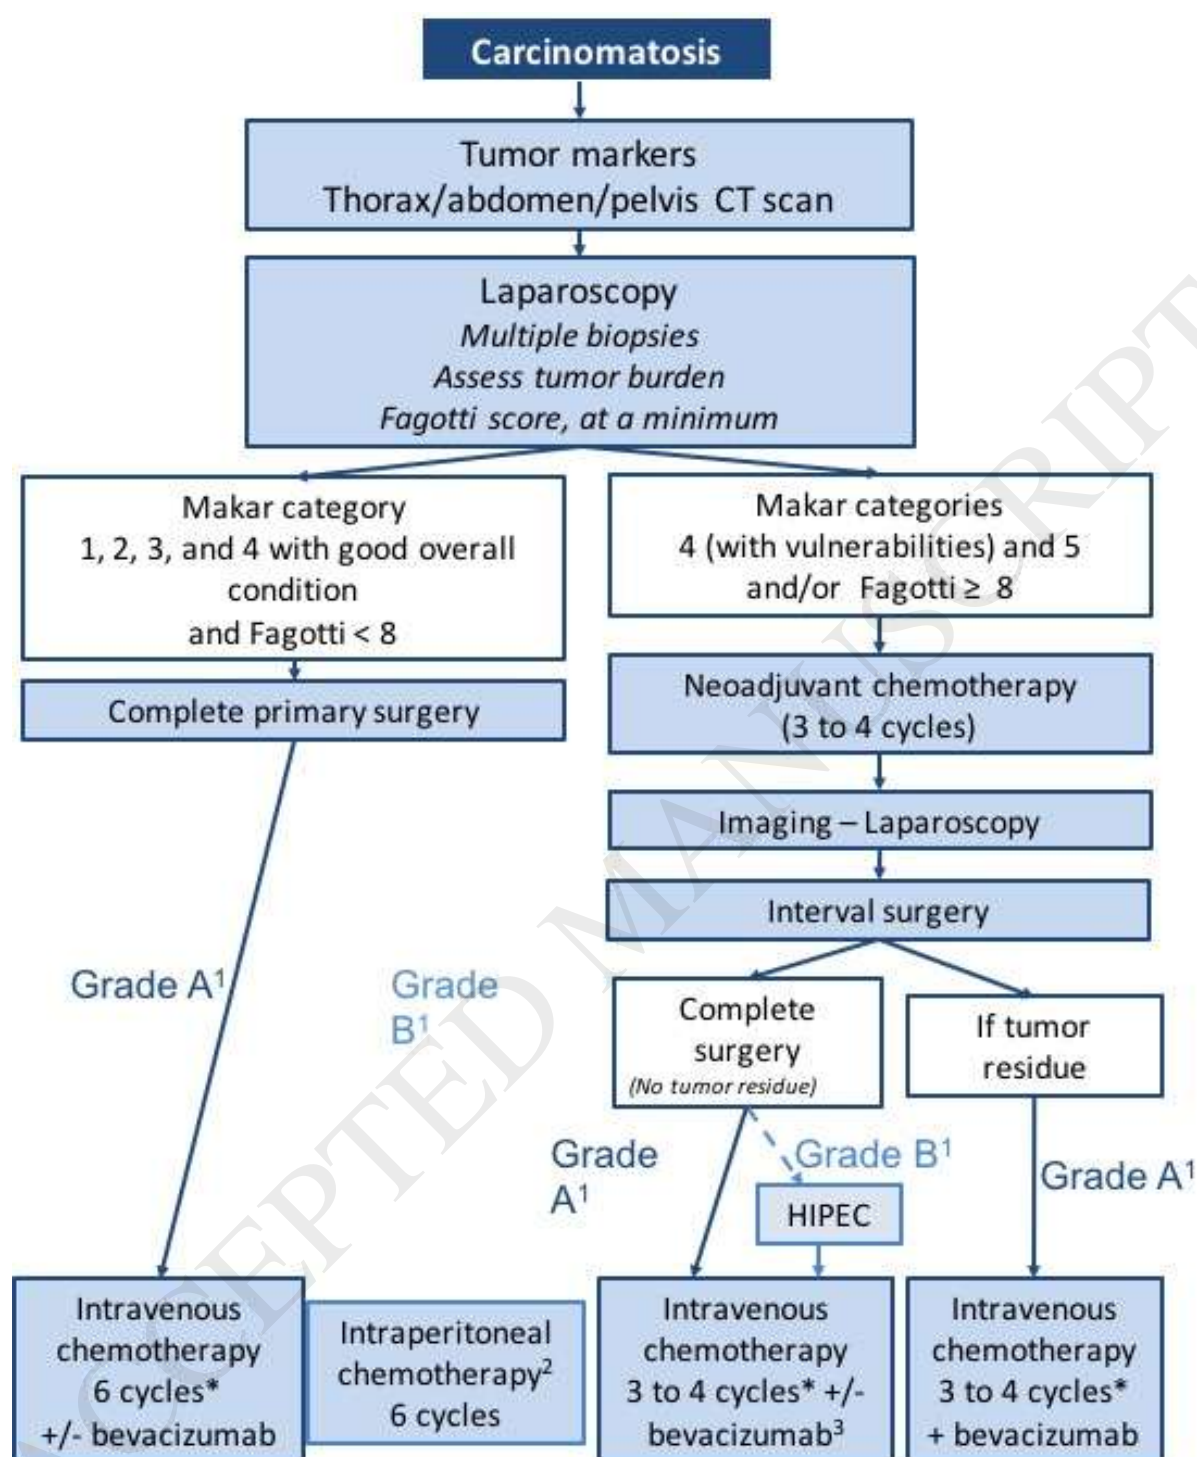 Carcinomatosis
Tumor markers
Thorax/abdomen/pelvis CT scan
Laparoscopy
Multiple biopsies
Assess tumor burden
Fagotti score, at a minimum
Makar category
1, 2, 3, and 4 with good overall
condition
and Fagotti < 8
Complete primary surgery
Makar categories
4 (with vulnerabilities) and 5
and/or Fagotti ≥ 8
Neoadjuvant chemotherapy
(3 to 4 cycles)
Imaging – Laparoscopy
Interval surgery
Grade A¹
Grade
B¹
Complete
surgery
(No tumor residue)
If tumor
residue
Grade
A¹
Grade B¹
Grade A¹
HIPEC
Intravenous
chemotherapy
6 cycles*
+/- bevacizumab
Intraperitoneal
chemotherapy²
6 cycles
Intravenous
chemotherapy
3 to 4 cycles* +/-
bevacizumab³
Intravenous
chemotherapy
3 to 4 cycles*
+ bevacizumab
ACCEPTED MANUSCRIPT